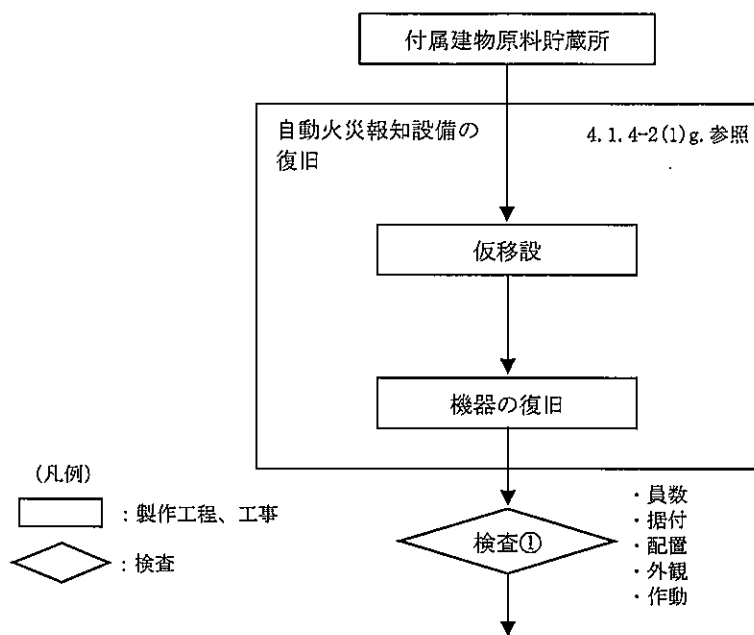 付属建物原料貯蔵所
自動火災報知設備の
復旧
4.1.4-2(1)g.参照
仮移設
機器の復旧
(凡例)
：製作工程、工事
：検査
検査①
・員数
・据付
・配置
・外観
・作動